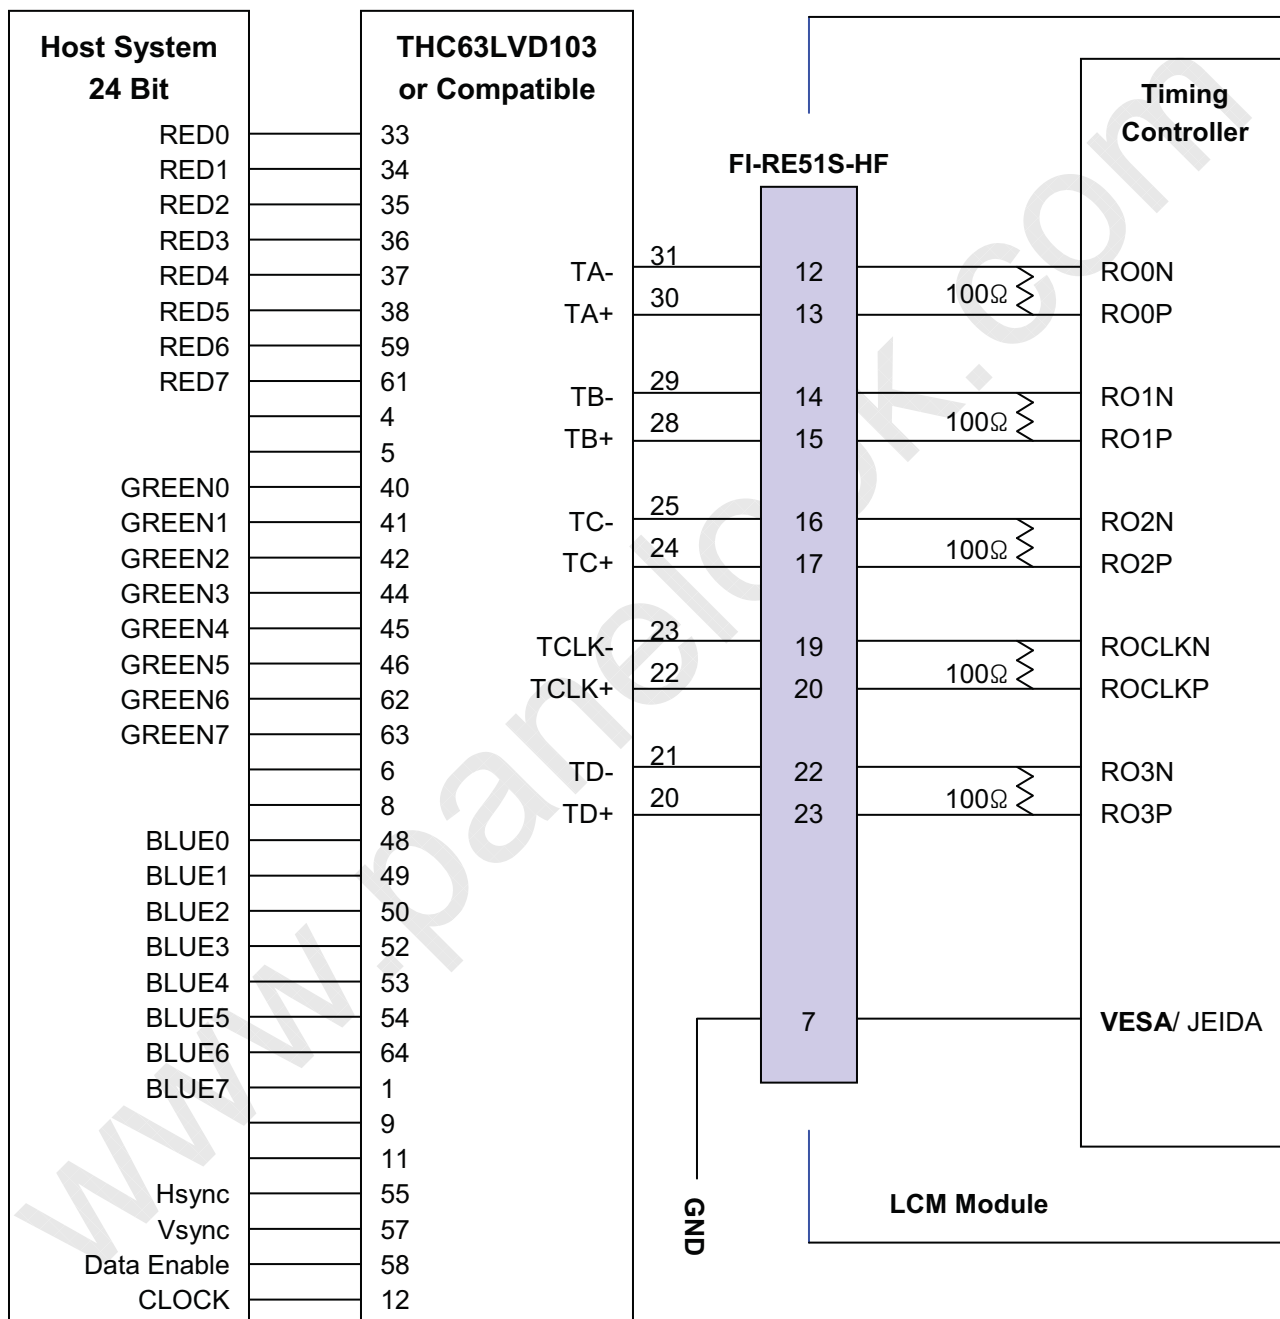 Host System
24 Bit
RED0
RED1
RED2
RED3
RED4
RED5
RED6
RED7
GREEN0
GREEN1
GREEN2
GREEN3
GREEN4
GREEN5
GREEN6
GREEN7
BLUE0
BLUE1
BLUE2
BLUE3
BLUE4
BLUE5
BLUE6
BLUE7
Hsync
Vsync
Data Enable
CLOCK
THC63LVD103
or Compatible
33
34
35
36
37
38
59
61
4
5
40
41
42
44
45
46
62
63
6
8
48
49
50
52
53
54
64
1
9
11
55
57
58
12
TA- 31
TA+ 30
TB- 29
TB+ 28
TC- 25
TC+ 24
TCLK- 23
TCLK+ 22
TD- 21
TD+ 20
FI-RE51S-HF
12
13
14
15
16
17
19
20
22
23
7
GND
100Ω
100Ω
100Ω
100Ω
100Ω
Timing
Controller
RO0N
RO0P
RO1N
RO1P
RO2N
RO2P
ROCLKN
ROCLKP
RO3N
RO3P
VESA/ JEIDA
LCM Module
www.panelook.com